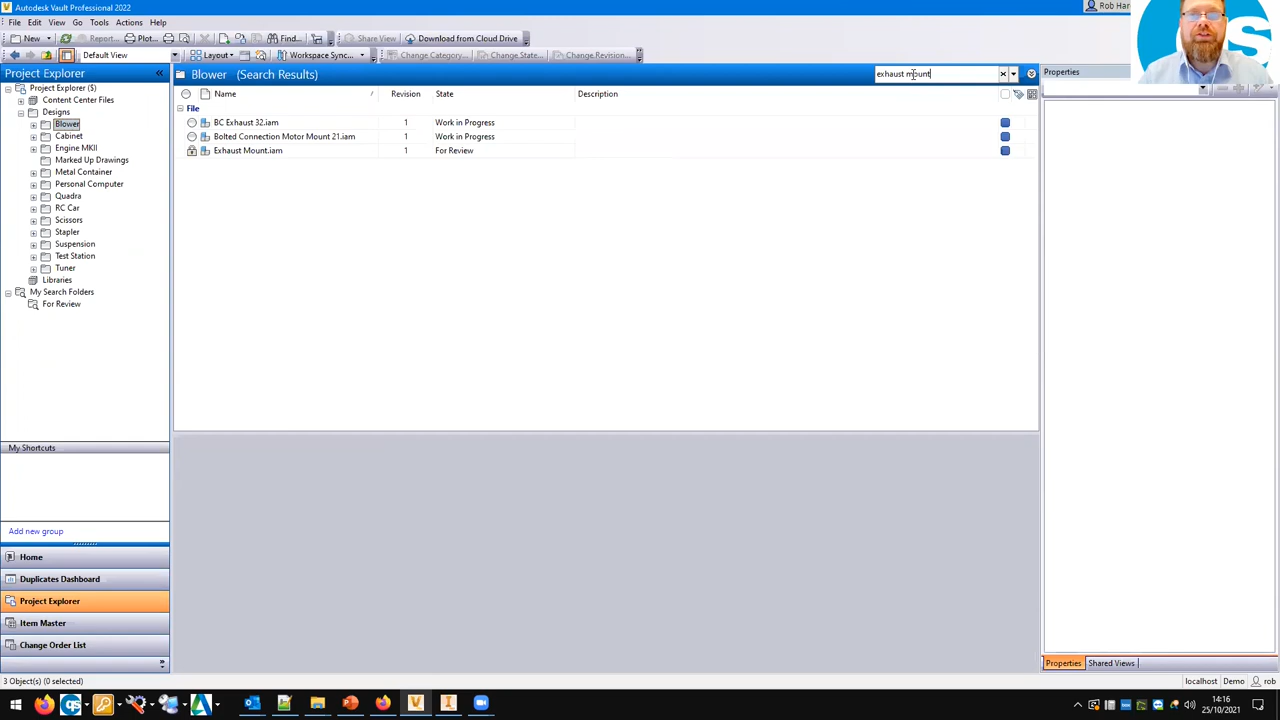 Autodesk Vault Professional 2022
Rob Har
File Edit View Go Tools Actions Help
New Report... Plot... Find... Share View Download from Cloud Drive
Default View Layout Workspace Sync... Change Category... Change State... Change Revision...
Project Explorer
Project Explorer ($)
Content Center Files
Designs
Blower
Cabinet
Engine MKII
Marked Up Drawings
Metal Container
Personal Computer
Quadra
RC Car
Scissors
Stapler
Suspension
Test Station
Tuner
Libraries
My Search Folders
For Review
My Shortcuts
Add new group
Home
Duplicates Dashboard
Project Explorer
Item Master
Change Order List
Blower (Search Results)
exhaust mount
Name Revision State Description
File
BC Exhaust 32.iam 1 Work in Progress
Bolted Connection Motor Mount 21.iam 1 Work in Progress
Exhaust Mount.iam 1 For Review
Properties
Properties Shared Views
3 Object(s) (0 selected)
localhost Demo rob
14:16
25/10/2021